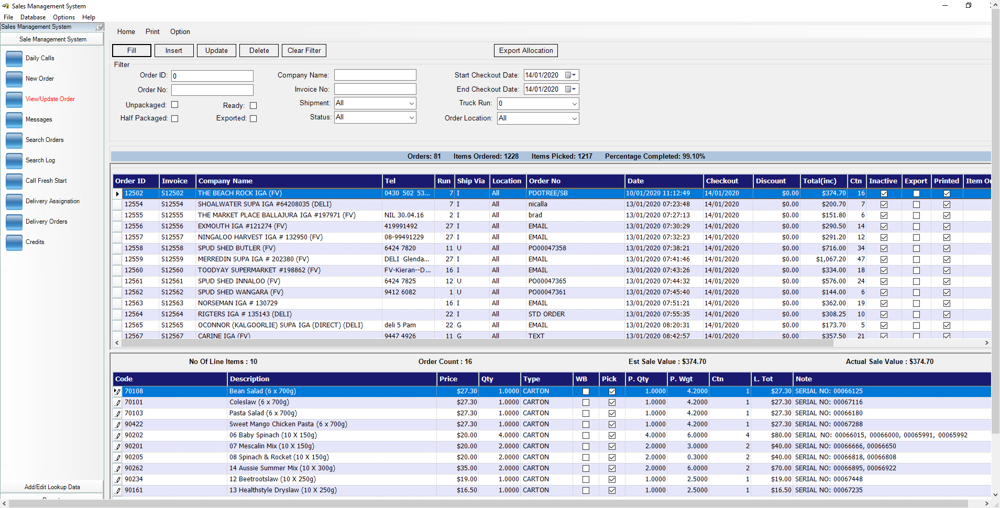 Sales Management System
File Database Options Help
Sales Management System
Sale Management System
Daily Calls
New Order
View/Update Order
Messages
Search Orders
Search Log
Call Fresh Start
Delivery Assignation
Delivery Orders
Credits
Add/Edit Lookup Data
Home Print Option
Fill Insert Update Delete Clear Filter Export Allocation
Filter
Order ID: 0 Company Name: Start Checkout Date: 14/01/2020
Order No: Invoice No: End Checkout Date: 14/01/2020
Unpackaged: Ready: Shipment: All Truck Run: 0
Half Packaged: Exported: Status: All Order Location: All
Orders: 81 Items Ordered: 1228 Items Picked: 1217 Percentage Completed: 99.10%
Order ID Invoice Company Name Tel Run Ship Via Location Order No Date Checkout Discount Total(inc) Ctn Inactive Export Printed Item Or
12502 S12502 THE BEACH ROCK IGA (FV) 0430 502 53... 7 I All POOTREE/SB 10/01/2020 11:12:49 14/01/2020 $0.00 $374.70 16
12554 S12554 SHOALWATER SUPA IGA #64208035 (DELI) 7 I All nicalla 13/01/2020 07:23:48 14/01/2020 $0.00 $200.70 7
12555 S12555 THE MARKET PLACE BALLAJURA IGA #197971 (FV) NIL 30.04.16 2 I All brad 13/01/2020 07:27:13 14/01/2020 $0.00 $151.80 6
12556 S12556 EXMOUTH IGA #121274 (FV) 419991492 27 I All EMAIL 13/01/2020 07:30:29 14/01/2020 $0.00 $290.50 14
12557 S12557 NINGALOO HARVEST IGA # 132950 (FV) 08-99491229 27 I All EMAIL 13/01/2020 07:32:23 14/01/2020 $0.00 $291.20 12
12558 S12558 SPUD SHED BUTLER (FV) 6424 7820 11 U All PO00047358 13/01/2020 07:38:21 14/01/2020 $0.00 $716.00 34
12559 S12559 MERREDIN SUPA IGA # 202380 (FV) DELI Glenda... 27 I All EMAIL 13/01/2020 07:41:46 14/01/2020 $0.00 $1,067.20 47
12560 S12560 TOODYAY SUPERMARKET #198862 (FV) FV-Kieran--D... 16 I All EMAIL 13/01/2020 07:43:26 14/01/2020 $0.00 $334.00 18
12561 S12561 SPUD SHED INNALOO (FV) 6424 7825 12 U All PO00047365 13/01/2020 07:44:32 14/01/2020 $0.00 $576.00 24
12562 S12562 SPUD SHED WANGARA (FV) 9412 6082 1 U All PO00047361 13/01/2020 07:45:40 14/01/2020 $0.00 $144.00 6
12563 S12563 NORSEMAN IGA # 130729 16 I All EMAIL 13/01/2020 07:51:21 14/01/2020 $0.00 $362.00 19
12564 S12564 RIGTERS IGA # 135143 (DELI) 22 I All STD ORDER 13/01/2020 07:55:35 14/01/2020 $0.00 $308.25 10
12565 S12565 OCONNOR (KALGOORLIE) SUPA IGA (DIRECT) (DELI) deli 5 Pam 22 G All EMAIL 13/01/2020 08:20:31 14/01/2020 $0.00 $173.70 5
12567 S12567 CARINE IGA (FV) 9447 4926 11 G All TEXT 13/01/2020 08:42:57 14/01/2020 $0.00 $357.50 21
No Of Line Items : 10 Order Count : 16 Est Sale Value : $374.70 Actual Sale Value : $374.70
Code Description Price Qty Type WB Pick P. Qty P. Wgt Ctn L. Tot Note
70108 Bean Salad (6 x 700g) $27.30 1.0000 CARTON 1.0000 4.2000 1 $27.30 SERIAL NO: 00066125
70101 Coleslaw (6 x 700g) $27.30 1.0000 CARTON 1.0000 4.2000 1 $27.30 SERIAL NO: 00067116
70103 Pasta Salad (6 x 700g) $27.30 1.0000 CARTON 1.0000 4.2000 1 $27.30 SERIAL NO: 00066180
90422 Sweet Mango Chicken Pasta (6 x 700g) $27.30 1.0000 CARTON 1.0000 4.2000 1 $27.30 SERIAL NO: 00067288
90202 06 Baby Spinach (10 X 150g) $20.00 4.0000 CARTON 4.0000 6.0000 4 $80.00 SERIAL NO: 00066015, 00066000, 00065991, 00065992
90201 07 Mescalin Mix (10 X 150g) $20.00 2.0000 CARTON 2.0000 3.0000 2 $40.00 SERIAL NO: 00066666, 00066650
90205 08 Spinach & Rocket (10 X 150g) $20.00 2.0000 CARTON 2.0000 0.3000 2 $40.00 SERIAL NO: 00066818, 00066808
90262 14 Aussie Summer Mix (10 X 300g) $35.00 2.0000 CARTON 2.0000 6.0000 2 $70.00 SERIAL NO: 00066895, 00066922
90234 12 Beetrootslaw (10 X 250g) $19.00 1.0000 CARTON 1.0000 2.5000 1 $19.00 SERIAL NO: 00067448
90161 13 Healthstyle Dryslaw (10 X 250g) $16.50 1.0000 CARTON 1.0000 2.5000 1 $16.50 SERIAL NO: 00067235